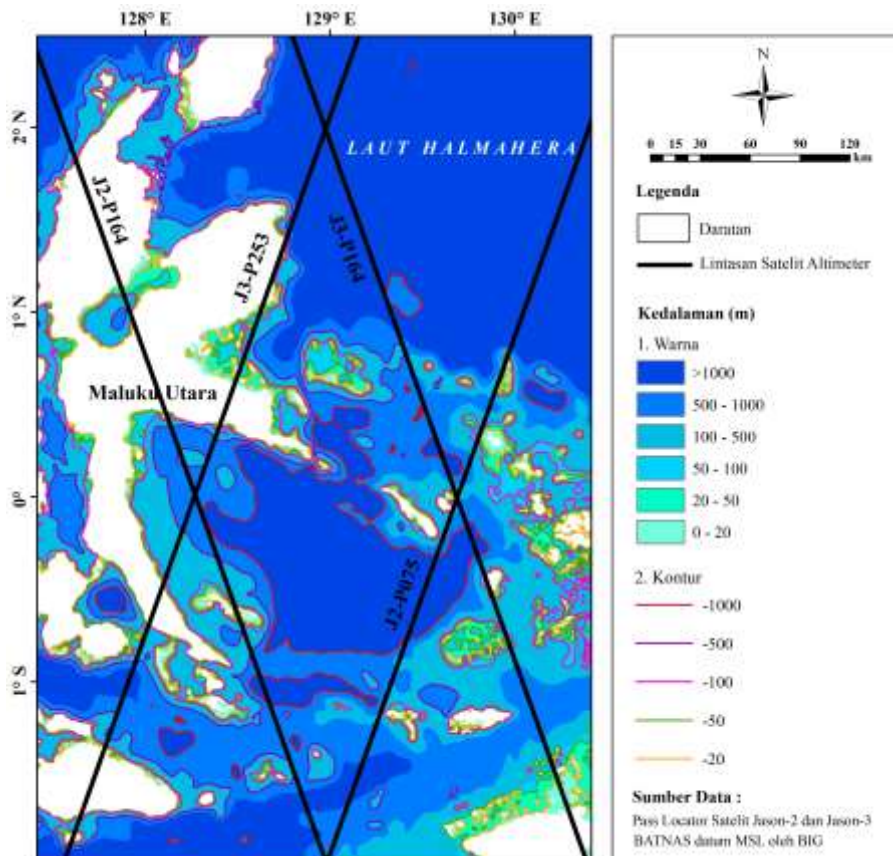 128° E 129° E 130° E
2° N
1° N
0°
1° S
LAUT HALMAHERA
J2-P164
J3-P253
J3-P164
Maluku Utara
J2-P075
N
0 15 30 60 90 120
km
Legenda
Daratan
Lintasan Satelit Altimeter
Kedalaman (m)
1. Warna
>1000
500 - 1000
100 - 500
50 - 100
20 - 50
0 - 20
2. Kontur
-1000
-500
-100
-50
-20
Sumber Data :
Pass Locator Satelit Jason-2 dan Jason-3
BATNAS datum MSL oleh BIG